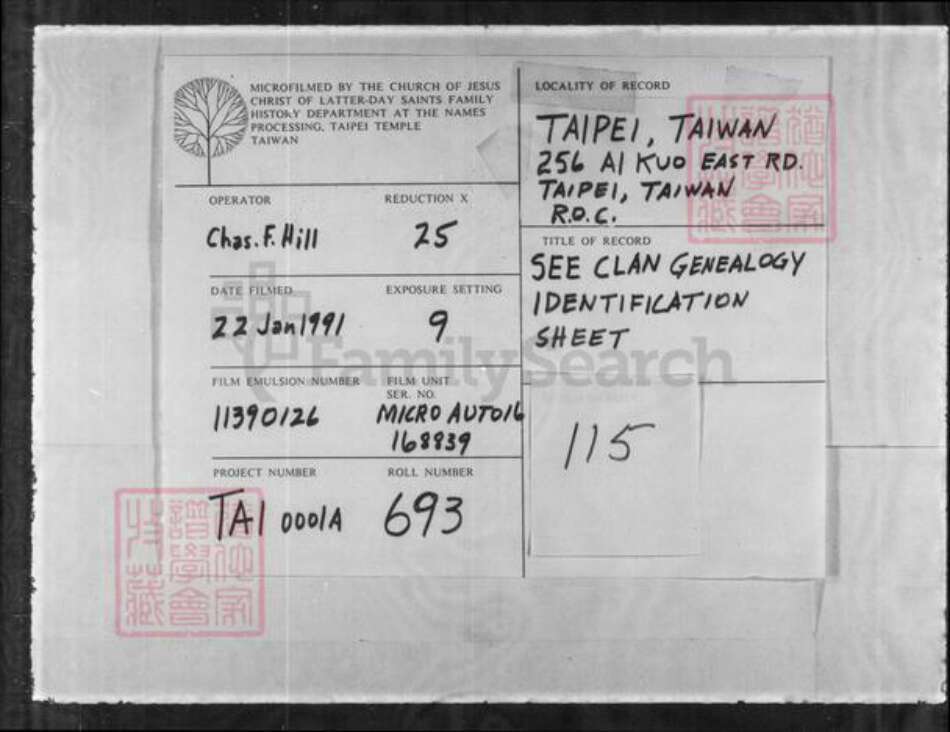 MICROFILMED BY THE CHURCH OF JESUS
CHRIST OF LATTER-DAY SAINTS FAMILY
HISTORY DEPARTMENT AT THE NAMES
PROCESSING, TAIPEI TEMPLE
TAIWAN
OPERATOR
REDUCTION X
Chas. F. Hill
25
DATE FILMED
EXPOSURE SETTING
22 Jan 1991
9
FILM EMULSION NUMBER
FILM UNIT
SER. NO.
11390126
MICRO AUTO16
168839
PROJECT NUMBER
ROLL NUMBER
TAI 0001A
693
LOCALITY OF RECORD
TAIPEI, TAIWAN
256 AI KUO EAST RD.
TAIPEI, TAIWAN
R.O.C.
TITLE OF RECORD
SEE CLAN GENEALOGY
IDENTIFICATION
SHEET
115
FamilySearch